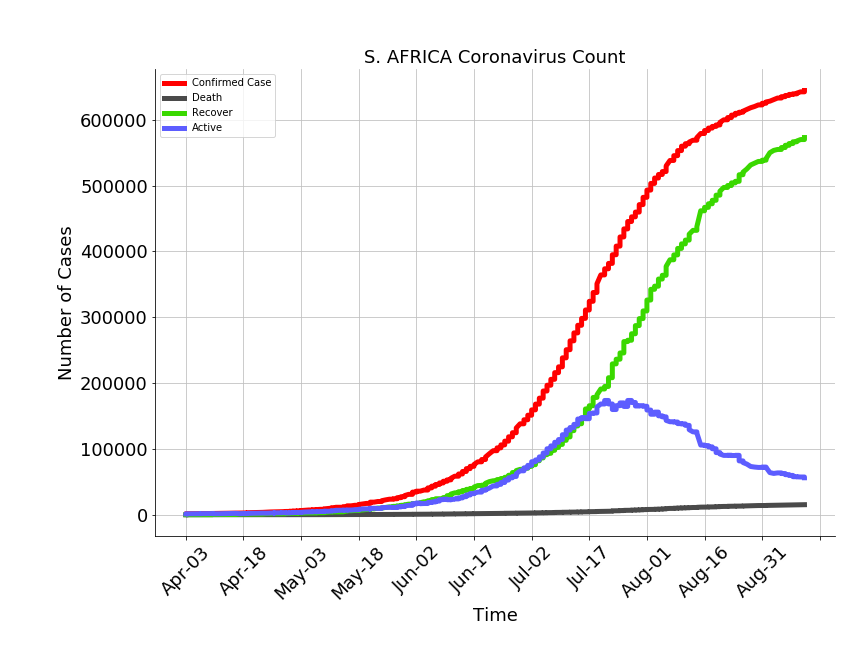 S. AFRICA Coronavirus Count
Confirmed Case
Death
Recover
Active
Number of Cases
600000
500000
400000
300000
200000
100000
0
Apr-03
Apr-18
May-03
May-18
Jun-02
Jun-17
Jul-02
Jul-17
Aug-01
Aug-16
Aug-31
Time